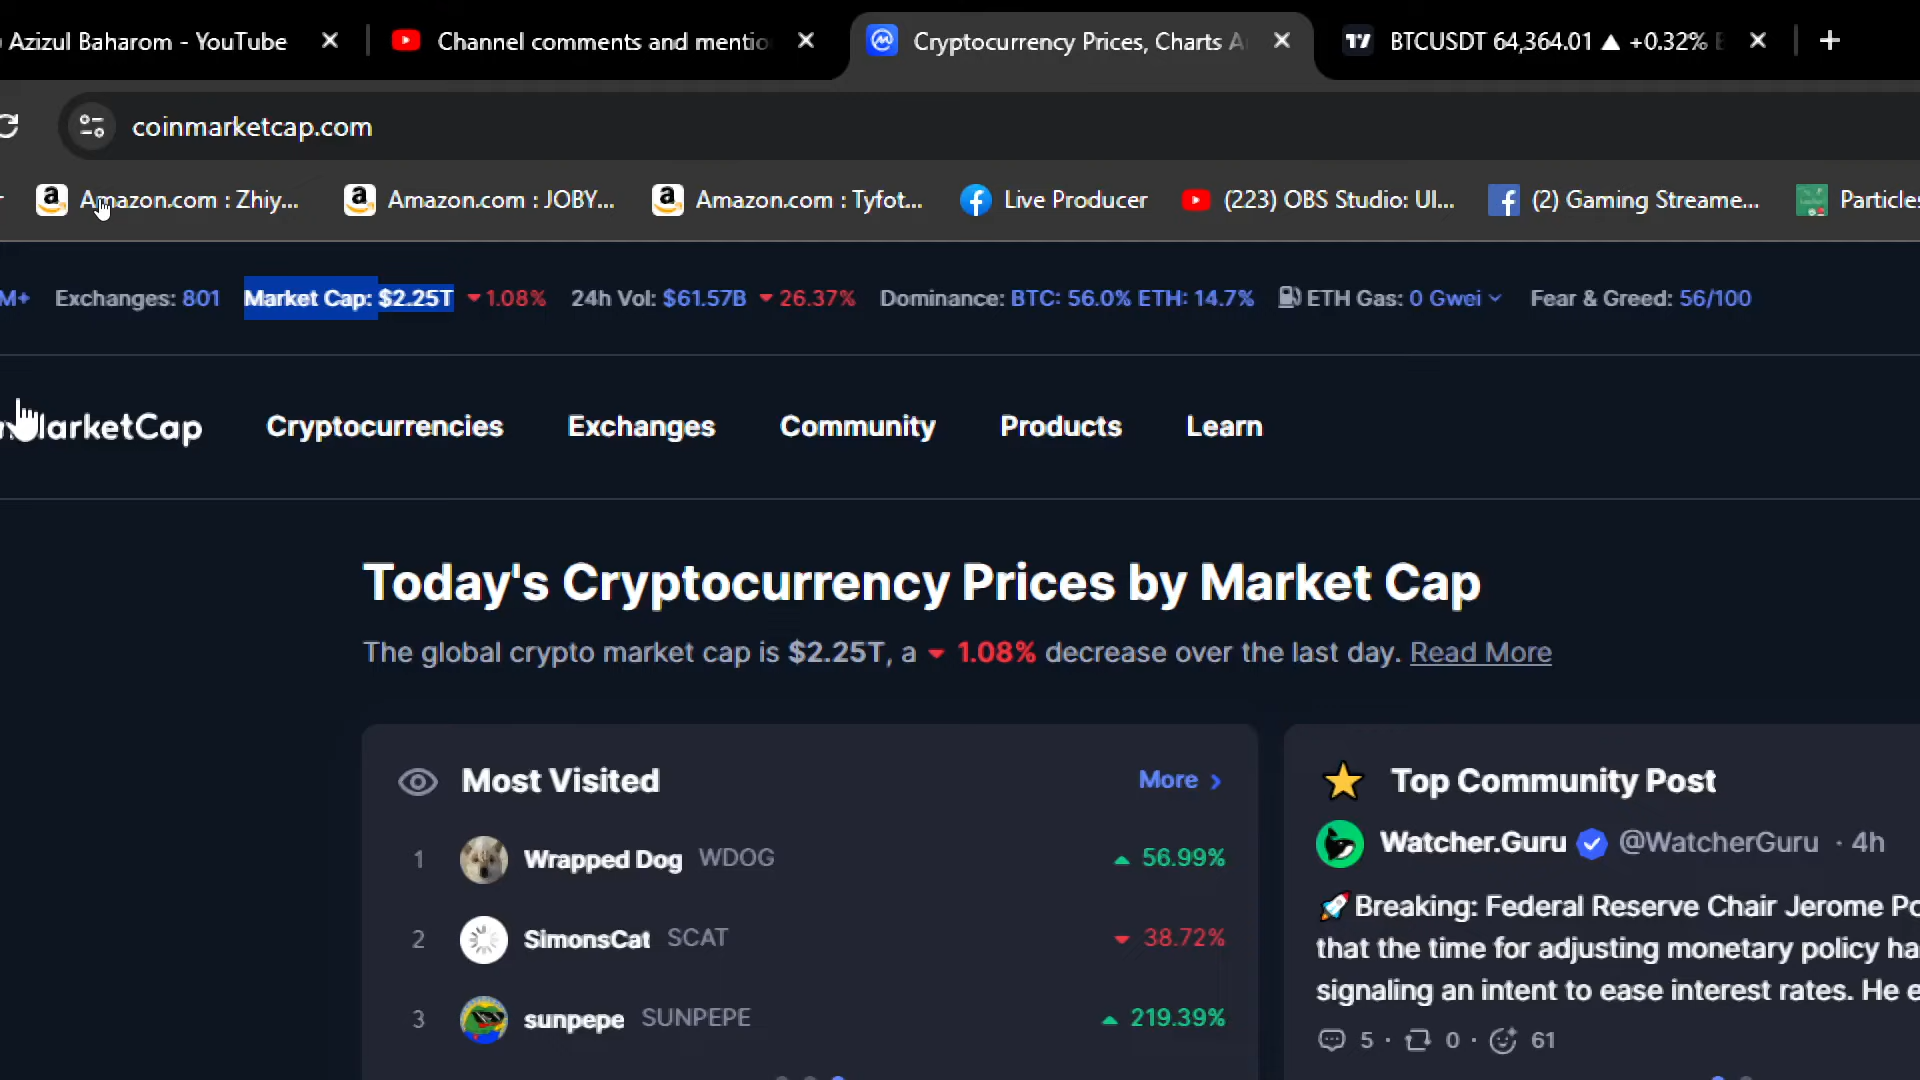 Azizul Baharom - YouTube
Channel comments and mentio
Cryptocurrency Prices, Charts A
BTCUSDT 64,364.01 ▲ +0.32%
coinmarketcap.com
Amazon.com : Zhiy...
Amazon.com : JOBY...
Amazon.com : Tyfot...
Live Producer
(223) OBS Studio: Ul...
(2) Gaming Streame...
Particles
M+ Exchanges: 801 Market Cap: $2.25T 1.08% 24h Vol: $61.57B 26.37% Dominance: BTC: 56.0% ETH: 14.7% ETH Gas: 0 Gwei Fear & Greed: 56/100
MarketCap
Cryptocurrencies
Exchanges
Community
Products
Learn
Today's Cryptocurrency Prices by Market Cap
The global crypto market cap is $2.25T, a 1.08% decrease over the last day. Read More
Most Visited
More
1 Wrapped Dog WDOG 56.99%
2 SimonsCat SCAT 38.72%
3 sunpepe SUNPEPE 219.39%
Top Community Post
Watcher.Guru @WatcherGuru · 4h
🚀Breaking: Federal Reserve Chair Jerome Po
that the time for adjusting monetary policy ha
signaling an intent to ease interest rates. He e
5 · 0 · 61